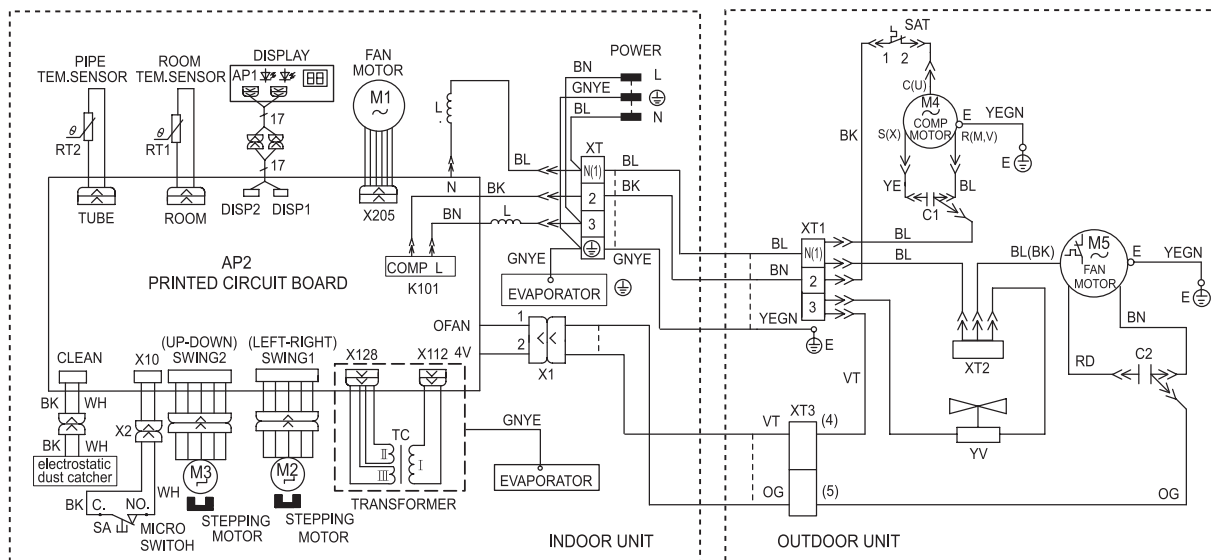 PIPE
TEM.SENSOR
ROOM
TEM.SENSOR
DISPLAY
AP1
FAN
MOTOR
M1
~
POWER
BN
L
GNYE
BL
N
θ
RT2
θ
RT1
17
17
L
XT
BL
N(1)
BL
N
BK
2
BK
BN
L
3
GNYE
GNYE
TUBE
ROOM
DISP2
DISP1
X205
COMP L
K101
EVAPORATOR
AP2
PRINTED CIRCUIT BOARD
OFAN
1
4V
2
X1
YEGN
E
CLEAN
X10
(UP-DOWN)
SWING2
(LEFT-RIGHT)
SWING1
X128
X112
BK
WH
BK
WH
X2
electrostatic
dust catcher
M3
M2
TC
II
III
I
GNYE
EVAPORATOR
TRANSFORMER
BK
C.
NO.
WH
SA
MICRO
SWITOH
STEPPING
MOTOR
STEPPING
MOTOR
INDOOR UNIT
SAT
1 2
C(U)
M4
~
COMP
MOTOR
E
YEGN
S(X)
R(M,V)
E
BK
YE
BL
C1
XT1
BL
N(1)
BL
BL
BN
2
3
BL(BK)
M5
~
FAN
MOTOR
E
YEGN
E
BN
XT2
RD
C2
VT
XT3
VT
(4)
YV
OG
(5)
OG
OUTDOOR UNIT